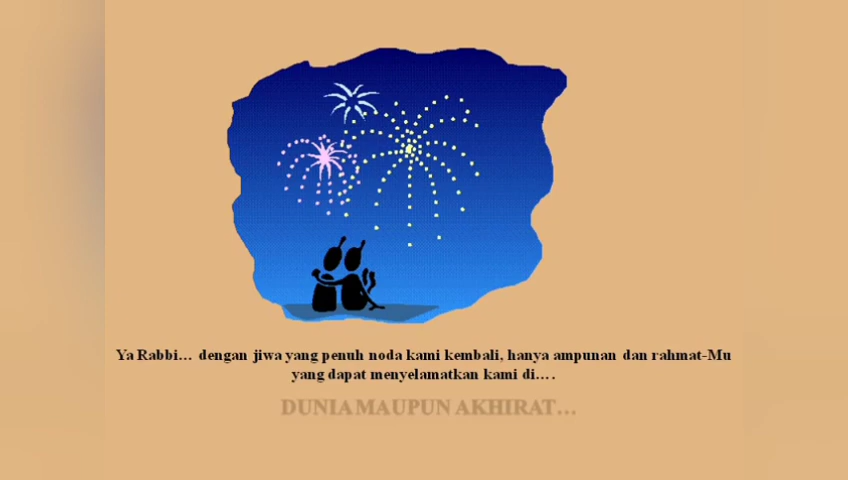 Ya Rabbi… dengan jiwa yang penuh noda kami kembali, hanya ampunan dan rahmat-Mu
yang dapat menyelamatkan kami di….
DUNIA MAUPUN AKHIRAT…